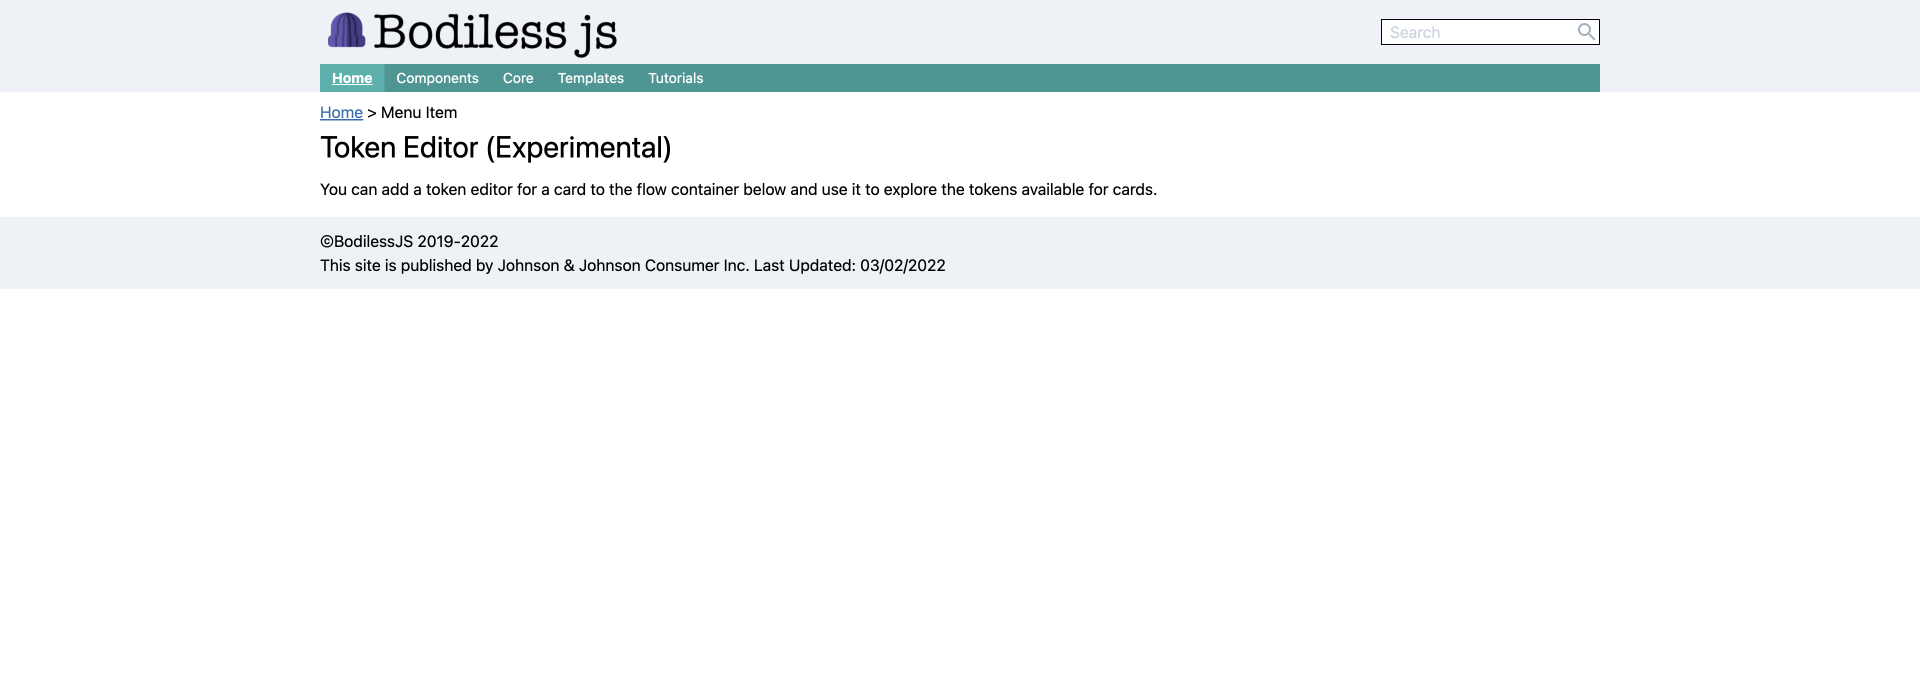 Bodiless js
Search
Home Components Core Templates Tutorials
Home > Menu Item
Token Editor (Experimental)
You can add a token editor for a card to the flow container below and use it to explore the tokens available for cards.
©BodilessJS 2019-2022
This site is published by Johnson & Johnson Consumer Inc. Last Updated: 03/02/2022